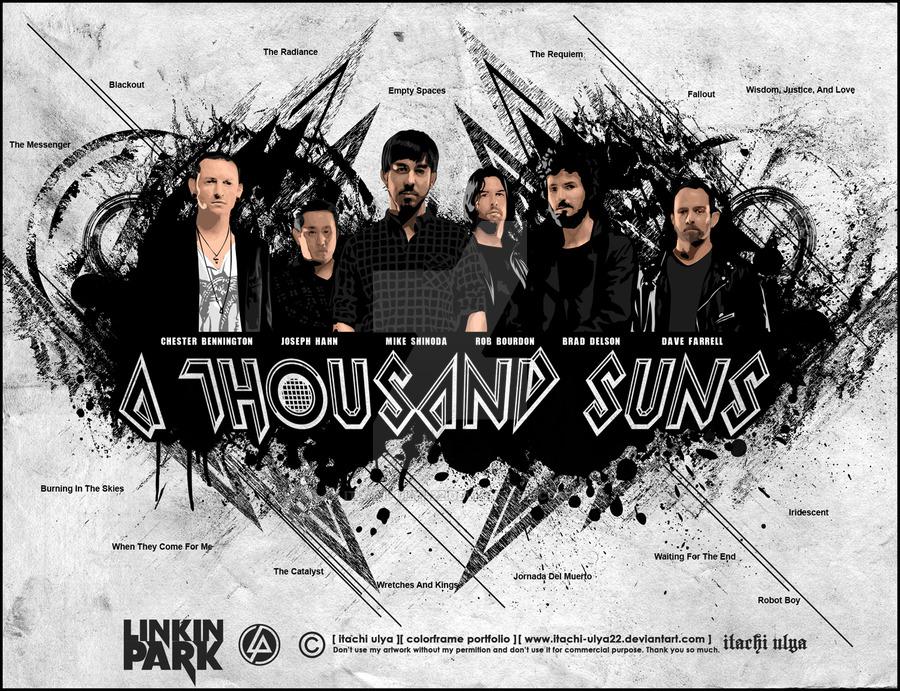 The Radiance
The Requiem
Blackout
Empty Spaces
Fallout
Wisdom, Justice, And Love
The Messenger
CHESTER BENNINGTON JOSEPH HAHN MIKE SHINODA ROB BOURDON BRAD DELSON DAVE FARRELL
A THOUSAND SUNS
Burning In The Skies
Iridescent
When They Come For Me
Waiting For The End
The Catalyst
Jornada Del Muerto
Wretches And Kings
Robot Boy
LINKIN
PARK
© [ itachi ulya ][ colorframe portfolio ][ www.itachi-ulya22.deviantart.com ]
Don't use my artwork without my permition and don't use it for commercial purpose. Thank you so much.
itachi ulya